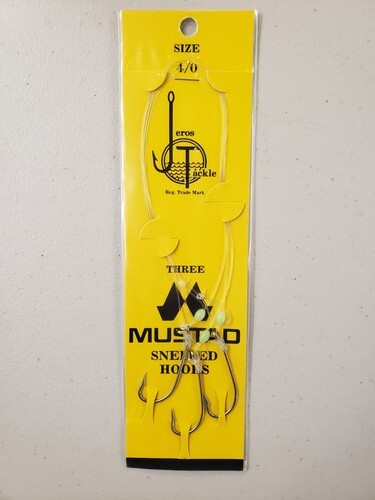 SIZE
4/0
Jeros
Tackle
Reg. Trade Mark
THREE
MUSTAD
SNELLED
HOOKS